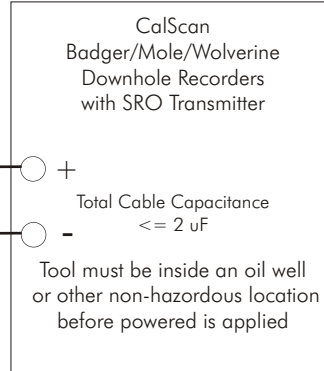 CalScan
Badger/Mole/Wolverine
Downhole Recorders
with SRO Transmitter
+
Total Cable Capacitance
<= 2 uF
-
Tool must be inside an oil well
or other non-hazordous location
before powered is applied